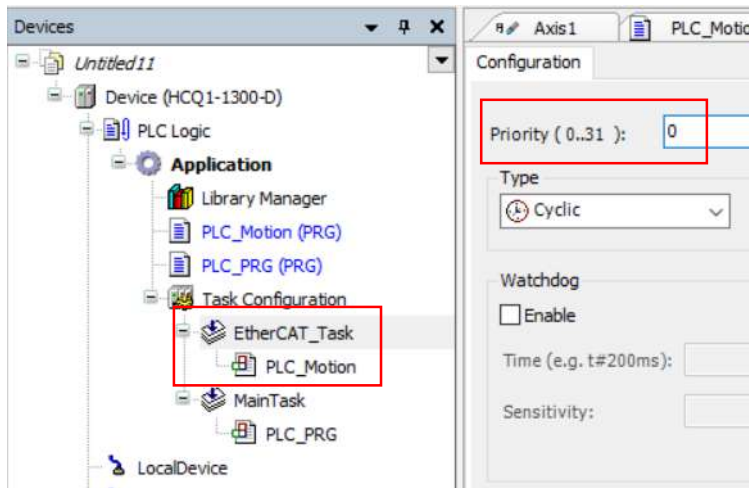 Devices
Untitled11
Device (HCQ1-1300-D)
PLC Logic
Application
Library Manager
PLC_Motion (PRG)
PLC_PRG (PRG)
Task Configuration
EtherCAT_Task
PLC_Motion
MainTask
PLC_PRG
LocalDevice
Axis1
PLC_Motio
Configuration
Priority ( 0..31 ): 0
Type
Cyclic
Watchdog
Enable
Time (e.g. t#200ms):
Sensitivity: